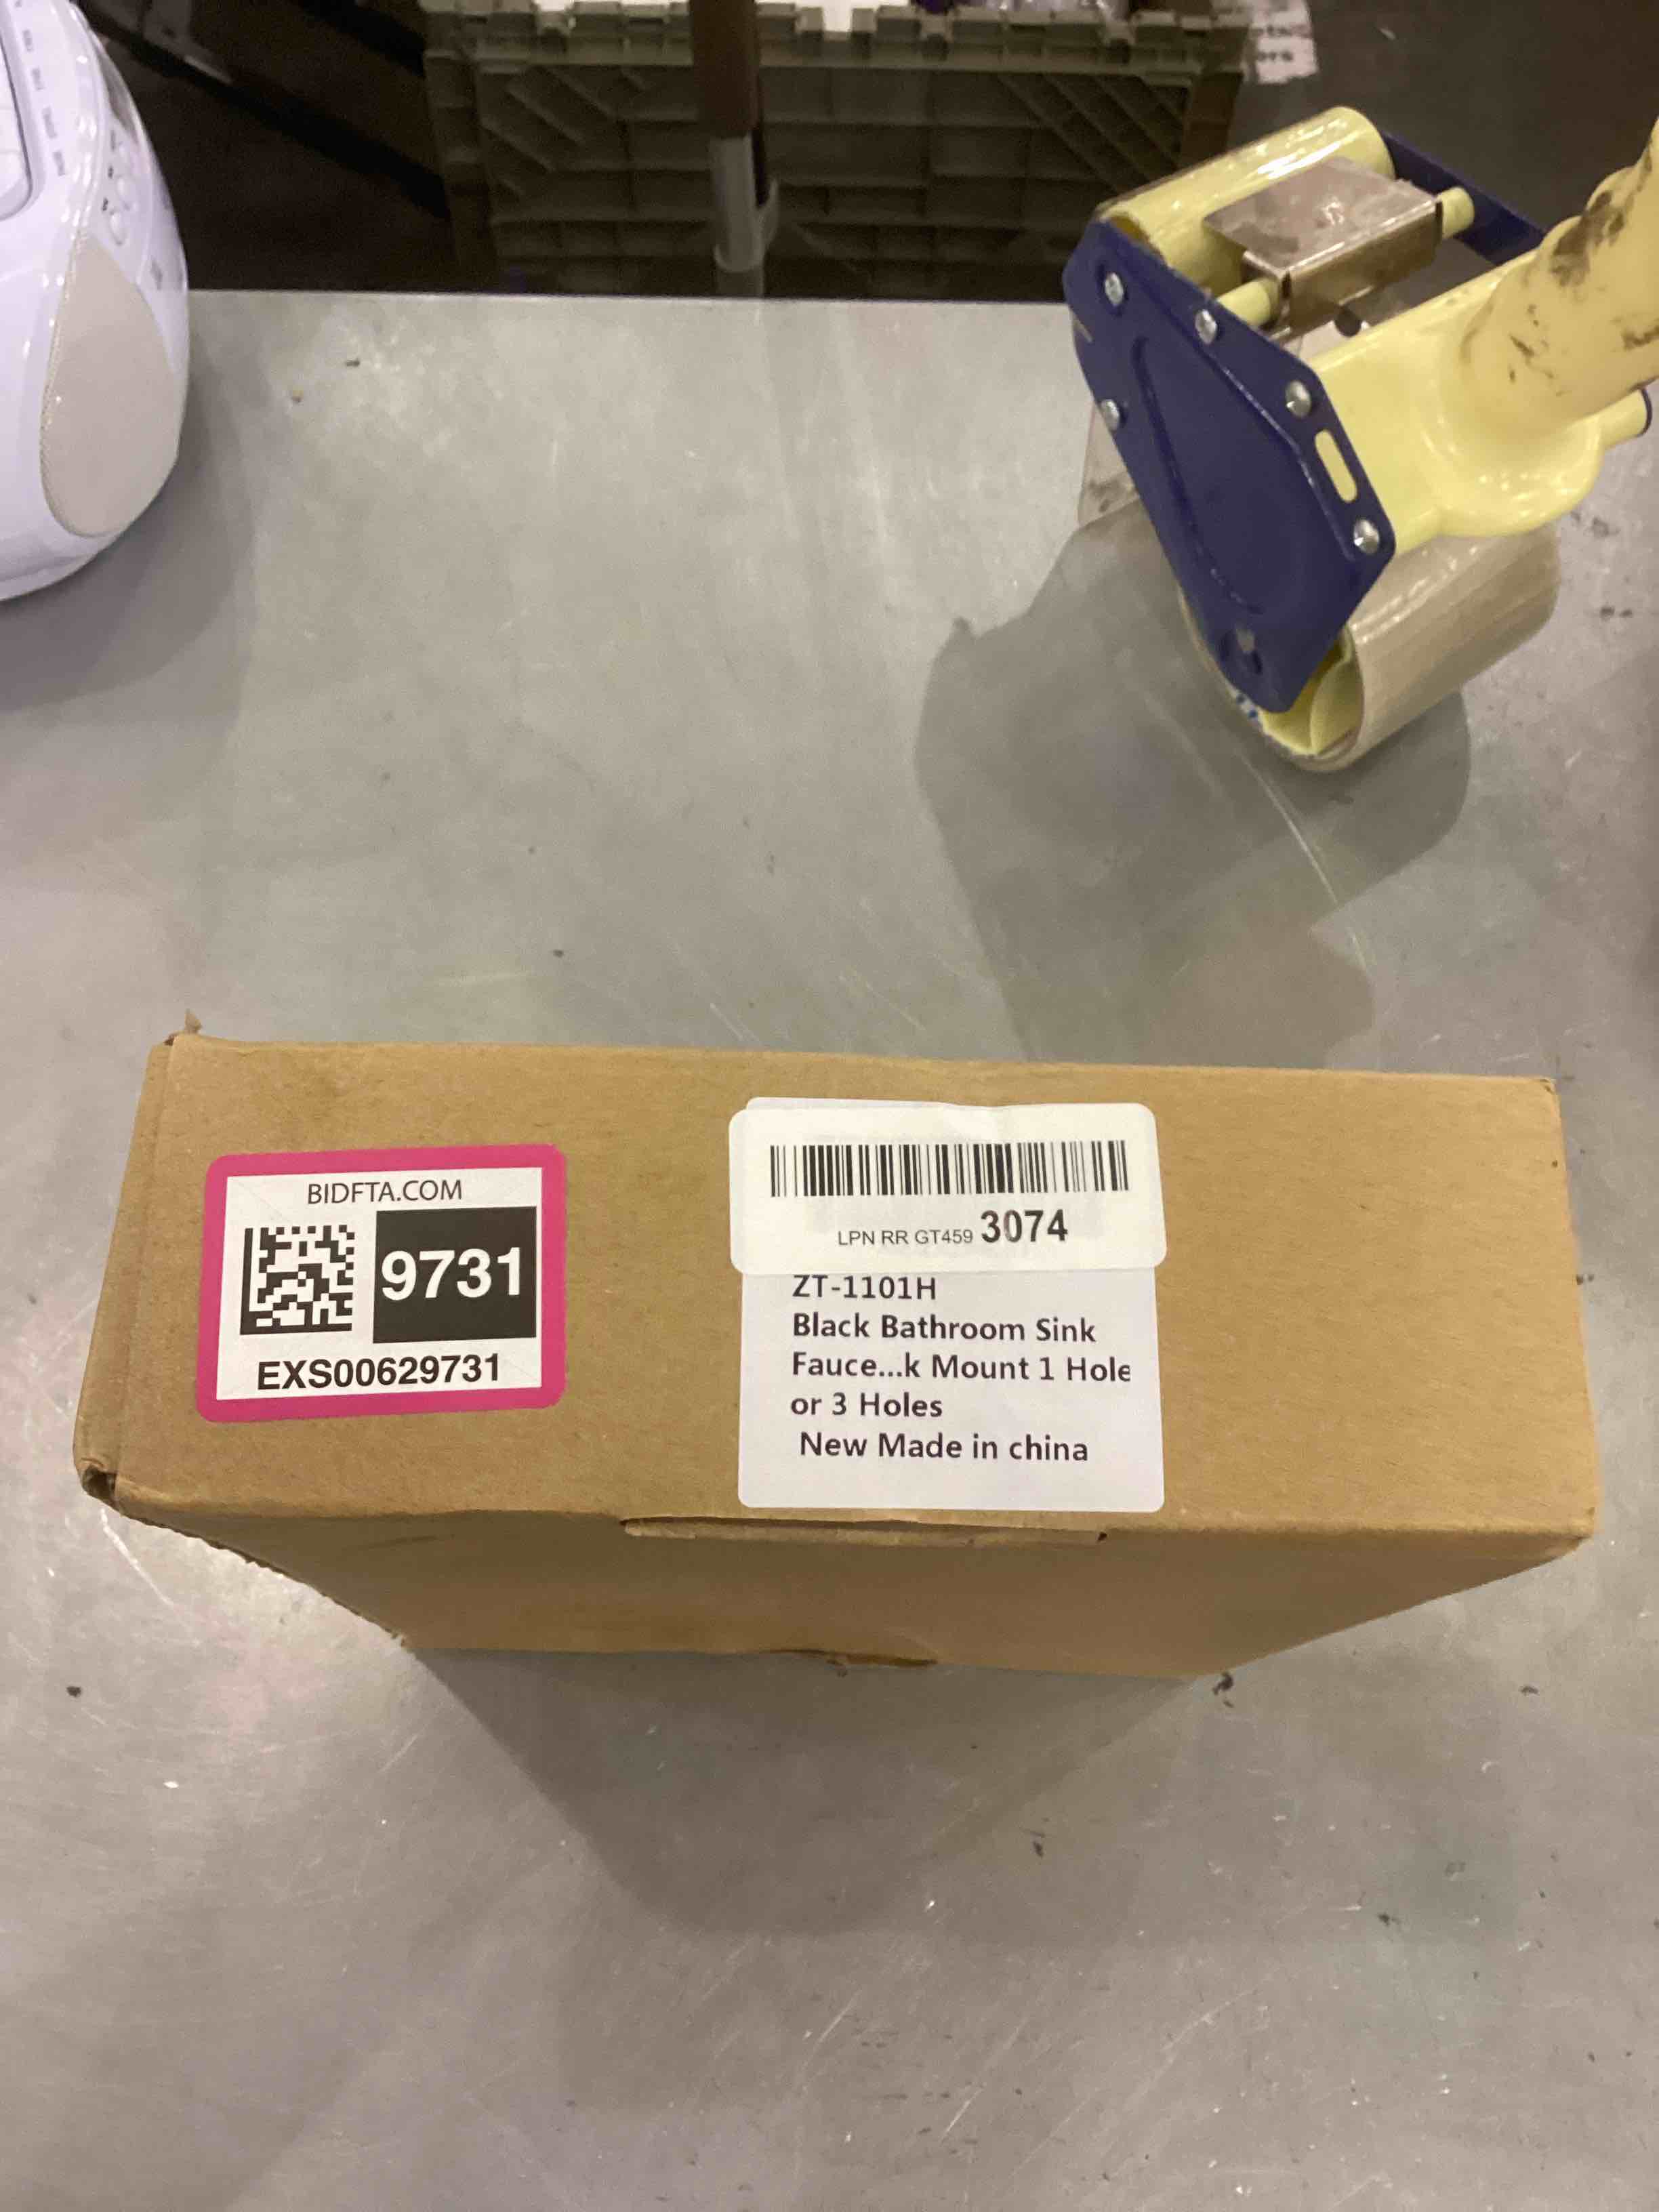 BIDFTA.COM
9731
EXS00629731
LPN RR GT459 3074
ZT-1101H
Black Bathroom Sink
Fauce...k Mount 1 Hole
or 3 Holes
New Made in china